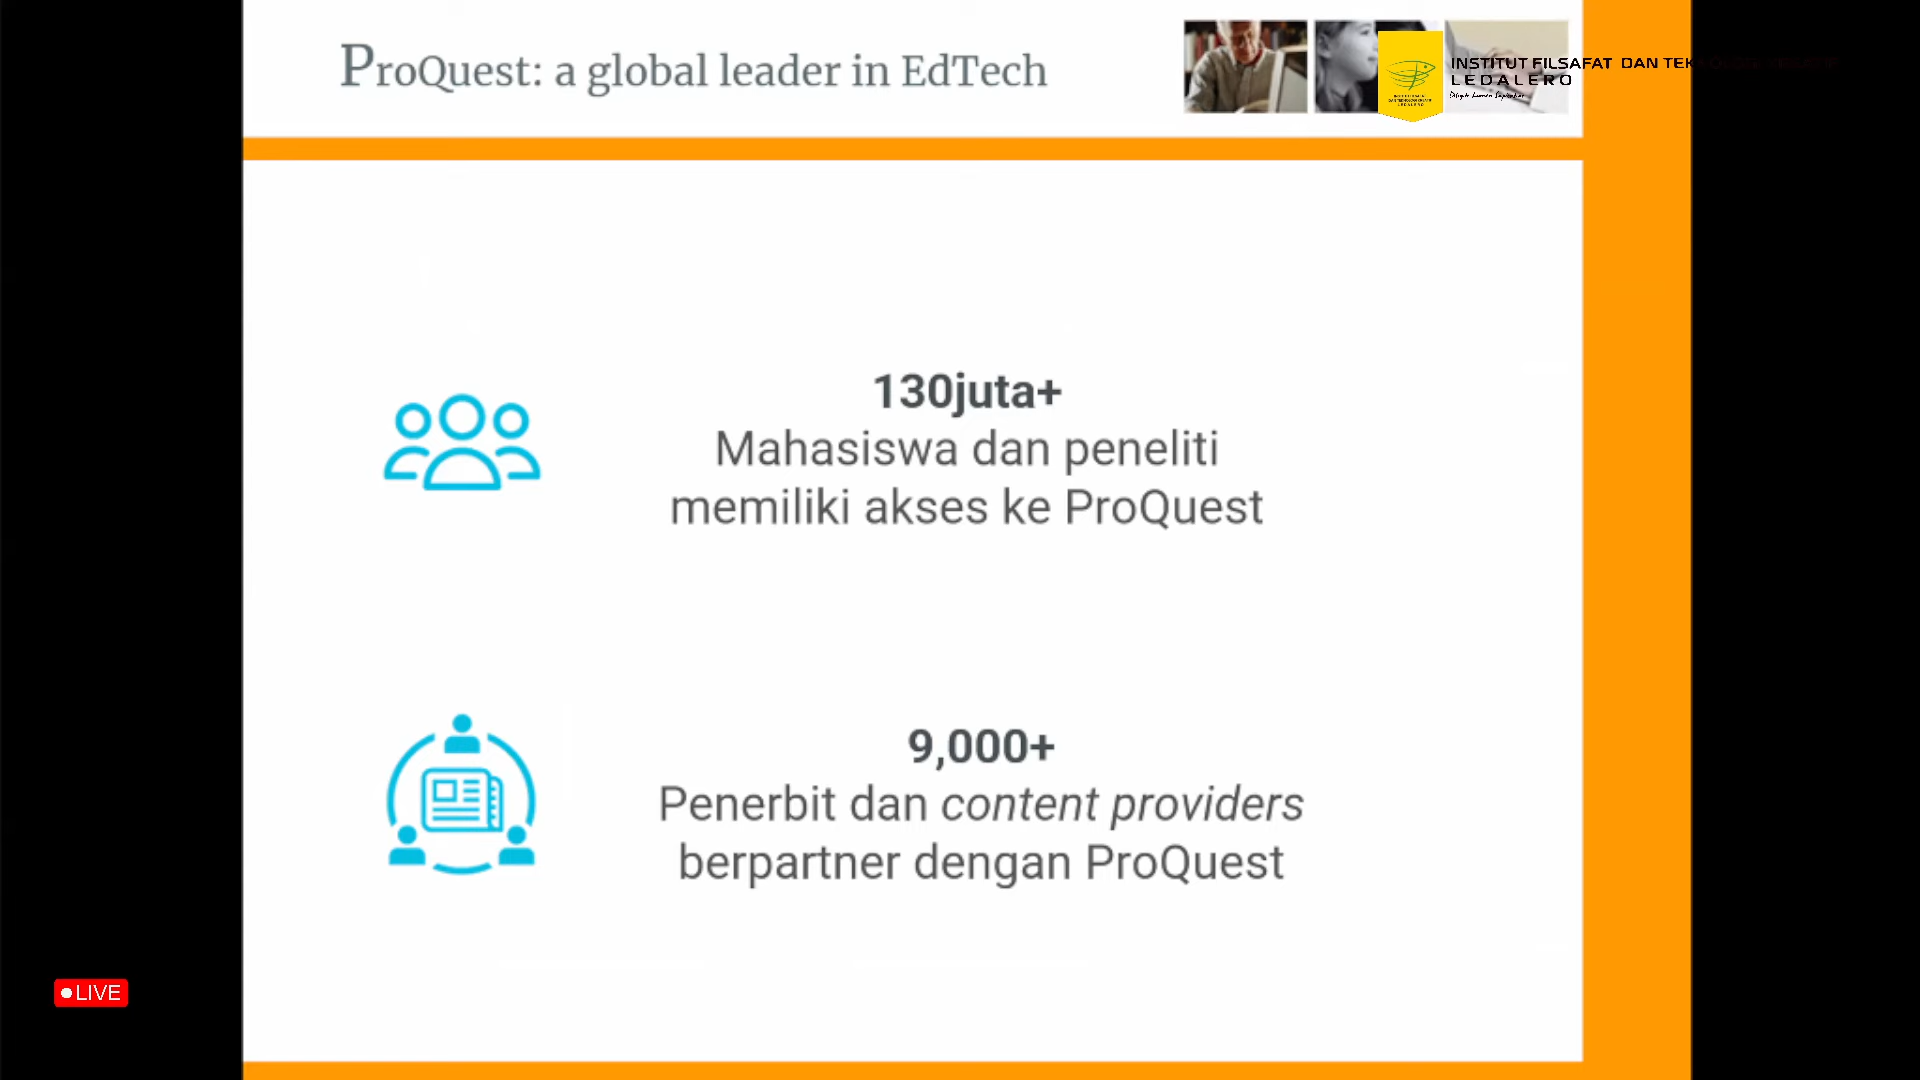 ProQuest: a global leader in EdTech
INSTITUT FILSAFAT DAN
LEDALERO
130juta+
Mahasiswa dan peneliti
memiliki akses ke ProQuest
9,000+
Penerbit dan content providers
berpartner dengan ProQuest
LIVE